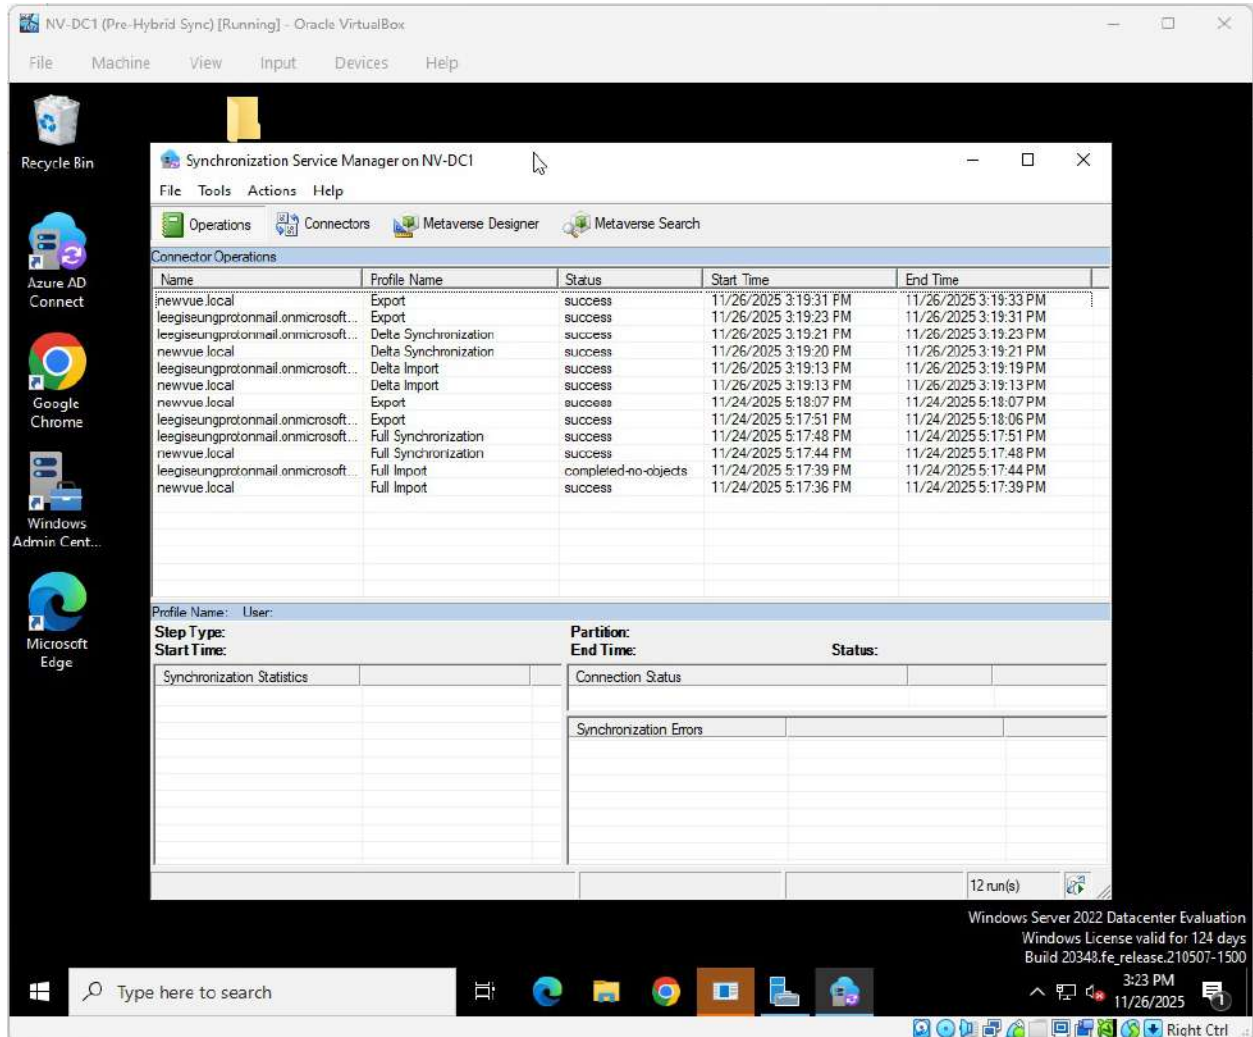 NV-DC1 (Pre-Hybrid Sync) [Running] - Oracle VirtualBox
File Machine View Input Devices Help
Recycle Bin
Azure AD Connect
Google Chrome
Windows Admin Cent...
Microsoft Edge
Synchronization Service Manager on NV-DC1
File Tools Actions Help
Operations Connectors Metaverse Designer Metaverse Search
Connector Operations
Name Profile Name Status Start Time End Time
newvue.local Export success 11/26/2025 3:19:31 PM 11/26/2025 3:19:33 PM
leegiseungprotonmail.onmicrosoft... Export success 11/26/2025 3:19:23 PM 11/26/2025 3:19:31 PM
leegiseungprotonmail.onmicrosoft... Delta Synchronization success 11/26/2025 3:19:21 PM 11/26/2025 3:19:23 PM
newvue.local Delta Synchronization success 11/26/2025 3:19:20 PM 11/26/2025 3:19:21 PM
leegiseungprotonmail.onmicrosoft... Delta Import success 11/26/2025 3:19:13 PM 11/26/2025 3:19:19 PM
newvue.local Delta Import success 11/26/2025 3:19:13 PM 11/26/2025 3:19:13 PM
newvue.local Export success 11/24/2025 5:18:07 PM 11/24/2025 5:18:07 PM
leegiseungprotonmail.onmicrosoft... Export success 11/24/2025 5:17:51 PM 11/24/2025 5:18:06 PM
leegiseungprotonmail.onmicrosoft... Full Synchronization success 11/24/2025 5:17:48 PM 11/24/2025 5:17:51 PM
newvue.local Full Synchronization success 11/24/2025 5:17:44 PM 11/24/2025 5:17:48 PM
leegiseungprotonmail.onmicrosoft... Full Import completed-no-objects 11/24/2025 5:17:39 PM 11/24/2025 5:17:44 PM
newvue.local Full Import success 11/24/2025 5:17:36 PM 11/24/2025 5:17:39 PM
Profile Name: User:
Step Type: Partition:
Start Time: End Time: Status:
Synchronization Statistics Connection Status
Synchronization Errors
12 run(s)
Windows Server 2022 Datacenter Evaluation
Windows License valid for 124 days
Build 20348.fe_release.210507-1500
Type here to search
3:23 PM
11/26/2025
1
Right Ctrl